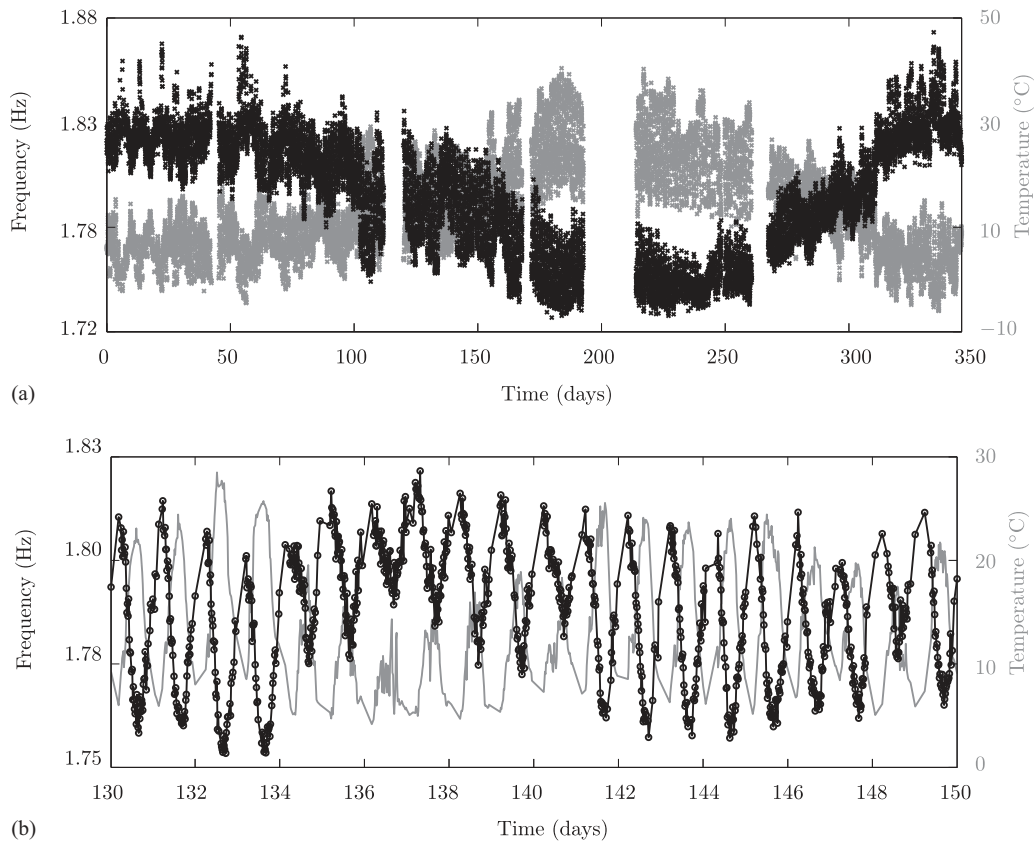 1.88
1.83
1.78
1.72
Frequency (Hz)
50
30
10
−10
Temperature (°C)
0 50 100 150 200 250 300 350
Time (days)
(a)
1.83
1.80
1.78
1.75
Frequency (Hz)
30
20
10
0
Temperature (°C)
130 132 134 136 138 140 142 144 146 148 150
Time (days)
(b)